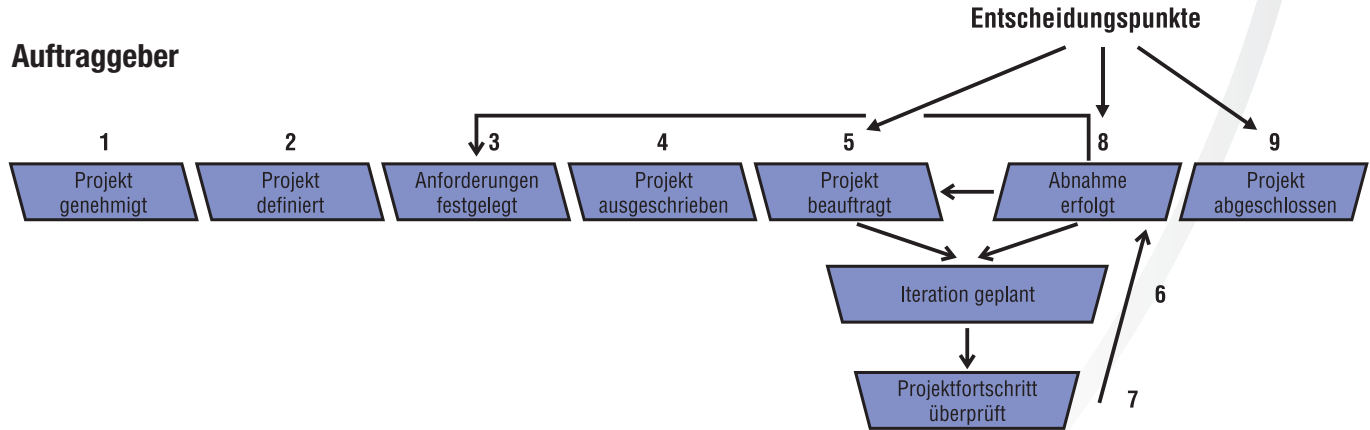 Entscheidungspunkte
Auftraggeber
1
2
3
4
5
8
9
Projekt
genehmigt
Projekt
definiert
Anforderungen
festgelegt
Projekt
ausgeschrieben
Projekt
beauftragt
Abnahme
erfolgt
Projekt
abgeschlossen
Iteration geplant
6
Projektfortschritt
überprüft
7